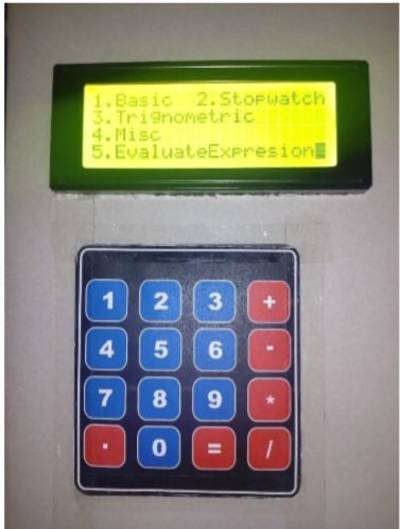 1.Basic 2.Stopwatch
3.Trignometric
4.Misc
5.EvaluateExpresion
1 2 3 +
4 5 6 -
7 8 9 *
. 0 = /